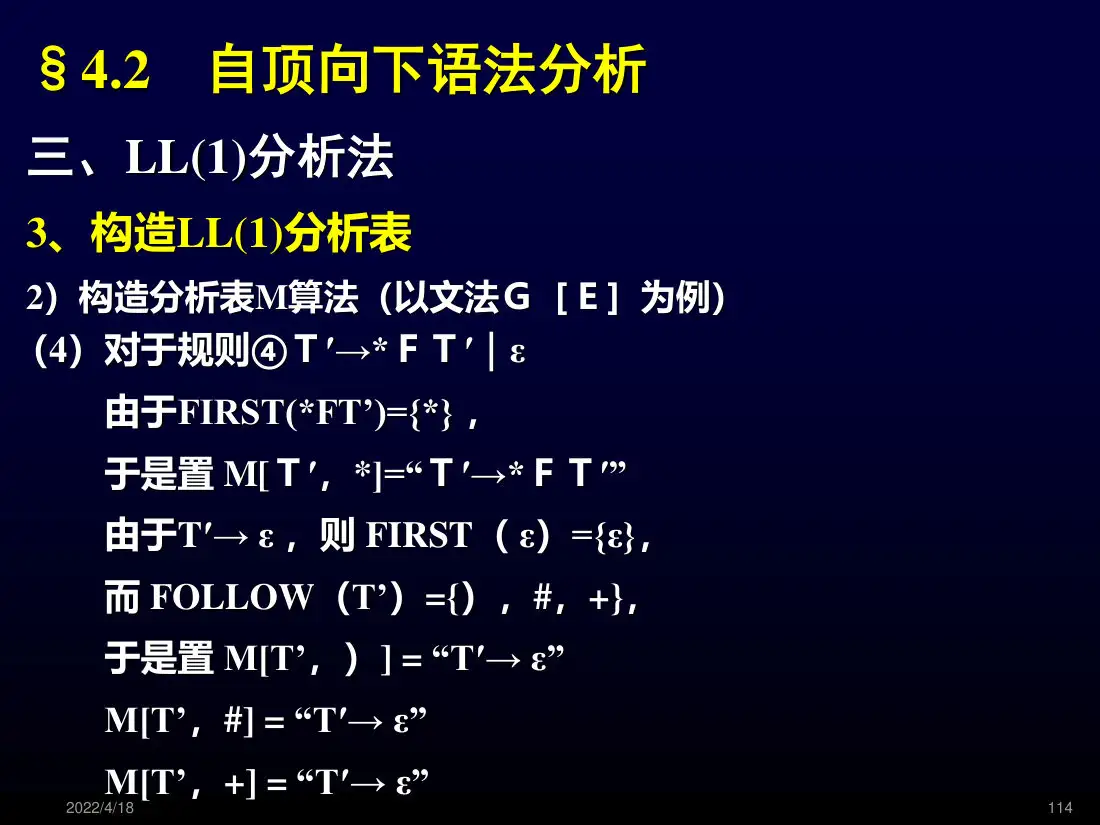 §4.2 自顶向下语法分析
三、LL(1)分析法
3、构造LL(1)分析表
2）构造分析表M算法（以文法Ｇ［Ｅ］为例）
（4）对于规则④Ｔ′→*ＦＴ′｜ε
由于FIRST(*FT’)={*}，
于是置 M[Ｔ′，*]=“Ｔ′→*ＦＴ′”
由于T′→ ε ，则 FIRST（ ε）={ε}，
而 FOLLOW（T’）={），#，+}，
于是置 M[T’，）]＝“T′→ ε”
M[T’，#]＝“T′→ ε”
M[T’，+]＝“T′→ ε”
2022/4/18
114